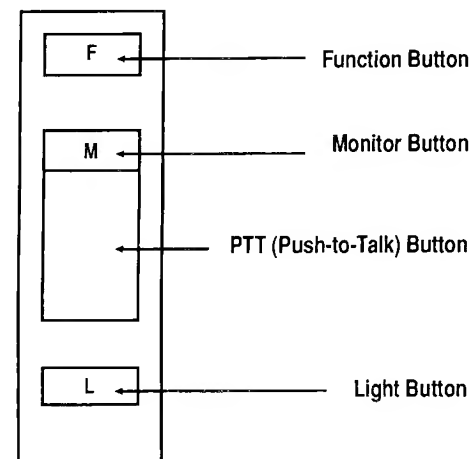 F
Function Button
M
Monitor Button
PTT (Push-to-Talk) Button
L
Light Button